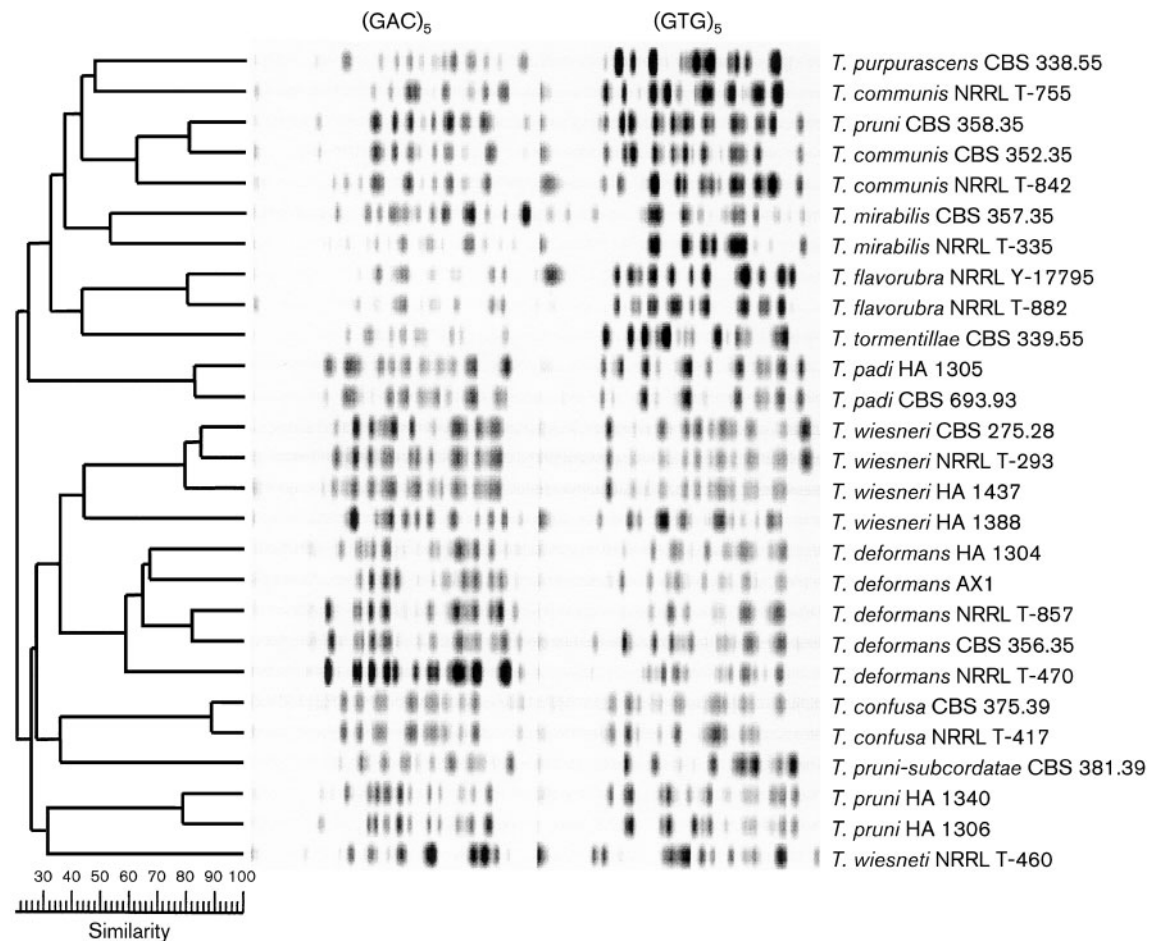 (GAC)5 (GTG)5
T. purpurascens CBS 338.55
T. communis NRRL T-755
T. pruni CBS 358.35
T. communis CBS 352.35
T. communis NRRL T-842
T. mirabilis CBS 357.35
T. mirabilis NRRL T-335
T. flavorubra NRRL Y-17795
T. flavorubra NRRL T-882
T. tormentillae CBS 339.55
T. padi HA 1305
T. padi CBS 693.93
T. wiesneri CBS 275.28
T. wiesneri NRRL T-293
T. wiesneri HA 1437
T. wiesneri HA 1388
T. deformans HA 1304
T. deformans AX1
T. deformans NRRL T-857
T. deformans CBS 356.35
T. deformans NRRL T-470
T. confusa CBS 375.39
T. confusa NRRL T-417
T. pruni-subcordatae CBS 381.39
T. pruni HA 1340
T. pruni HA 1306
T. wiesneti NRRL T-460
30 40 50 60 70 80 90 100
Similarity